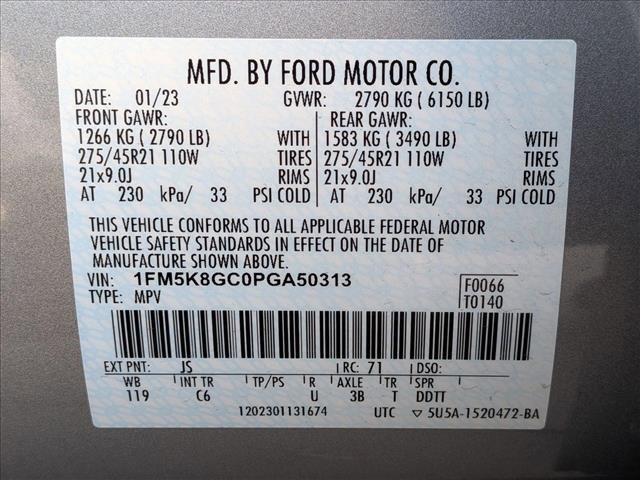 MFD. BY FORD MOTOR CO.
DATE: 01/23 GVWR: 2790 KG ( 6150 LB)
FRONT GAWR: REAR GAWR:
1266 KG ( 2790 LB) WITH 1583 KG ( 3490 LB) WITH
275/45R21 110W TIRES 275/45R21 110W TIRES
21x9.0J RIMS 21x9.0J RIMS
AT 230 kPa/ 33 PSI COLD AT 230 kPa/ 33 PSI COLD
THIS VEHICLE CONFORMS TO ALL APPLICABLE FEDERAL MOTOR
VEHICLE SAFETY STANDARDS IN EFFECT ON THE DATE OF
MANUFACTURE SHOWN ABOVE.
VIN: 1FM5K8GC0PGA50313 F0066
TYPE: MPV T0140
EXT PNT: JS RC: 71 DSO:
WB INT TR TP/PS R AXLE TR SPR
119 C6 U 3B T DDTT
1202301131674 UTC ▽ 5U5A-1520472-BA